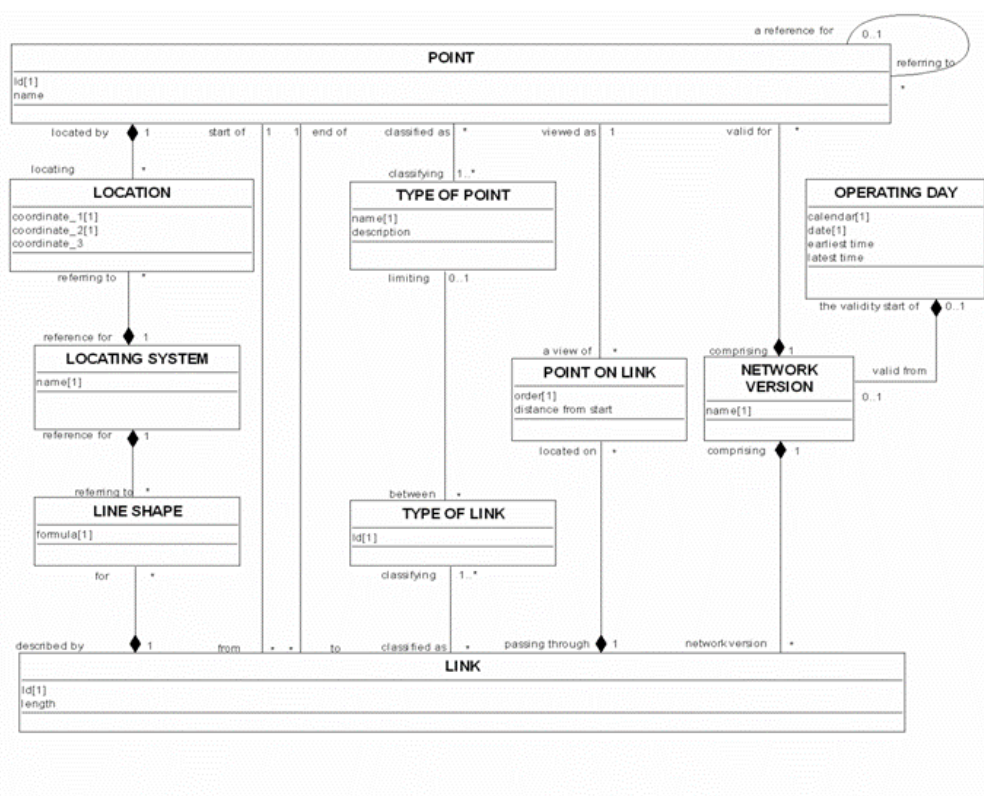 a reference for 0..1
POINT
referring to
Id[1]
name
*
located by 1 start of 1 1 end of classified as * viewed as 1 valid for *
locating * classifying 1..*
LOCATION TYPE OF POINT OPERATING DAY
coordinate_1[1] name[1] calendar[1]
coordinate_2[1] description date[1]
coordinate_3 earliest time
latest time
referring to * limiting 0..1
the validity start of 0..1
reference for 1 a view of * comprising 1
LOCATING SYSTEM POINT ON LINK NETWORK
VERSION valid from
name[1] order[1] 0..1
distance from start name[1]
reference for 1 located on * comprising 1
referring to * between *
LINE SHAPE TYPE OF LINK
formula[1] Id[1]
for * classifying 1..*
described by 1 from * * to classified as * passing through 1 network version *
LINK
Id[1]
length